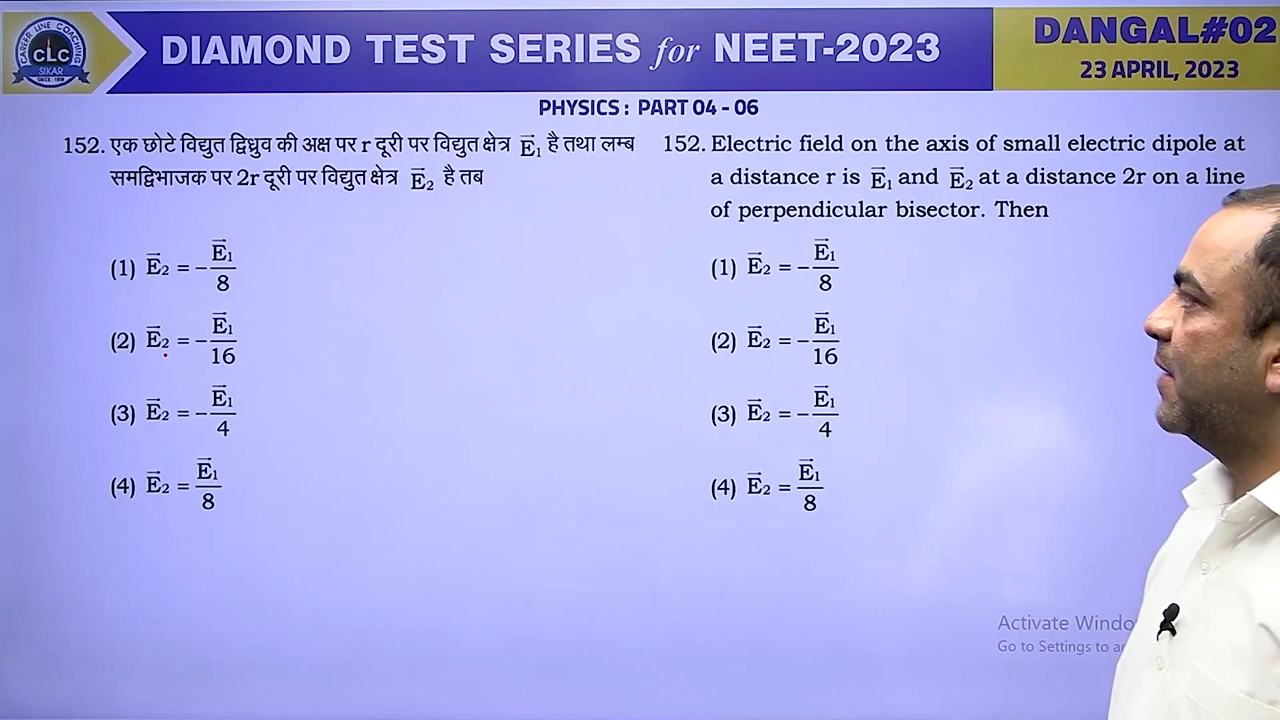 CAREER LINE COACHING
CLC
SIKAR
DIAMOND TEST SERIES for NEET-2023
DANGAL#02
23 APRIL, 2023
PHYSICS : PART 04 - 06
152. एक छोटे विद्युत द्विध्रुव की अक्ष पर r दूरी पर विद्युत क्षेत्र E⃗₁ है तथा लम्ब
समद्विभाजक पर 2r दूरी पर विद्युत क्षेत्र E⃗₂ है तब
(1) E⃗₂ = −E⃗₁/8
(2) E⃗₂ = −E⃗₁/16
(3) E⃗₂ = −E⃗₁/4
(4) E⃗₂ = E⃗₁/8
152. Electric field on the axis of small electric dipole at
a distance r is E⃗₁ and E⃗₂ at a distance 2r on a line
of perpendicular bisector. Then
(1) E⃗₂ = −E⃗₁/8
(2) E⃗₂ = −E⃗₁/16
(3) E⃗₂ = −E⃗₁/4
(4) E⃗₂ = E⃗₁/8
Activate Windo
Go to Settings to a